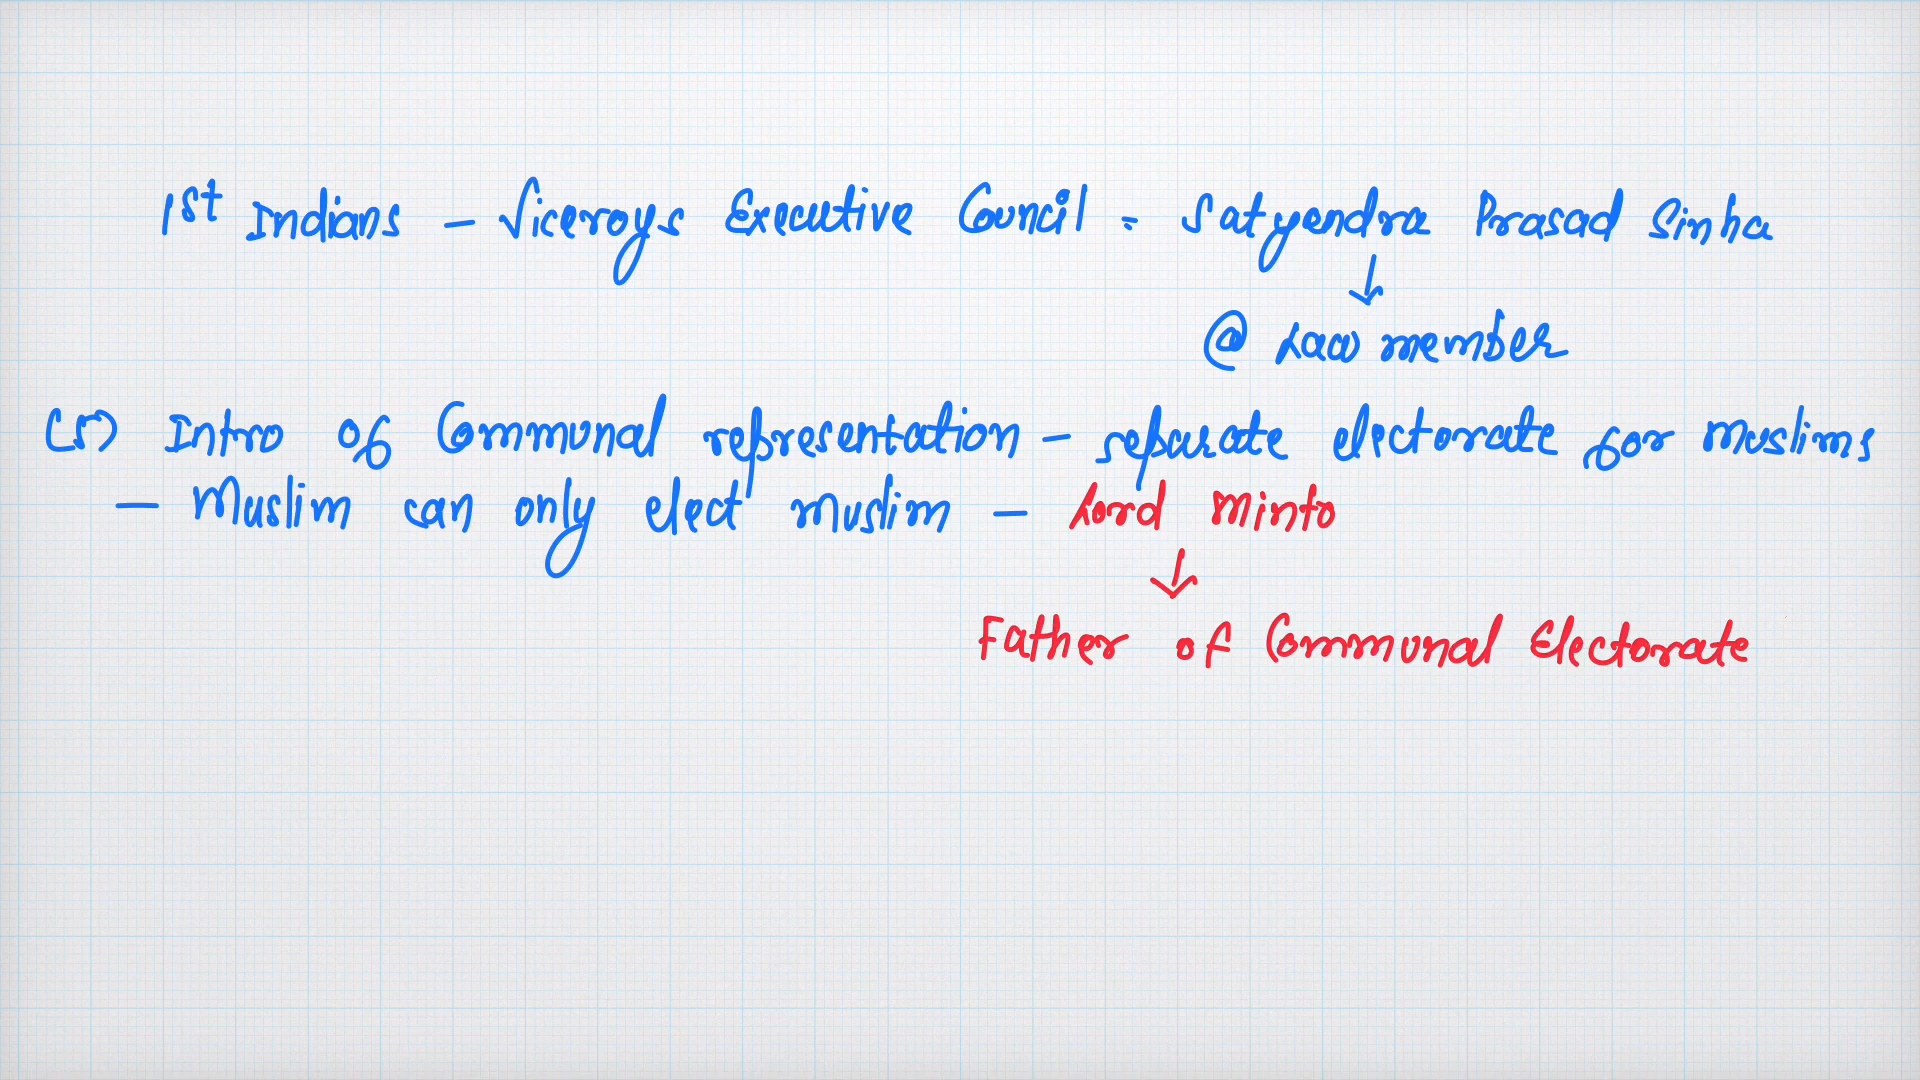 1st Indians - Viceroys Executive Council = Satyendra Prasad Sinha
↓
@ Law member
(5) Intro of Communal representation - separate electorate for muslims
- Muslim can only elect muslim - Lord Minto
↓
Father of Communal Electorate